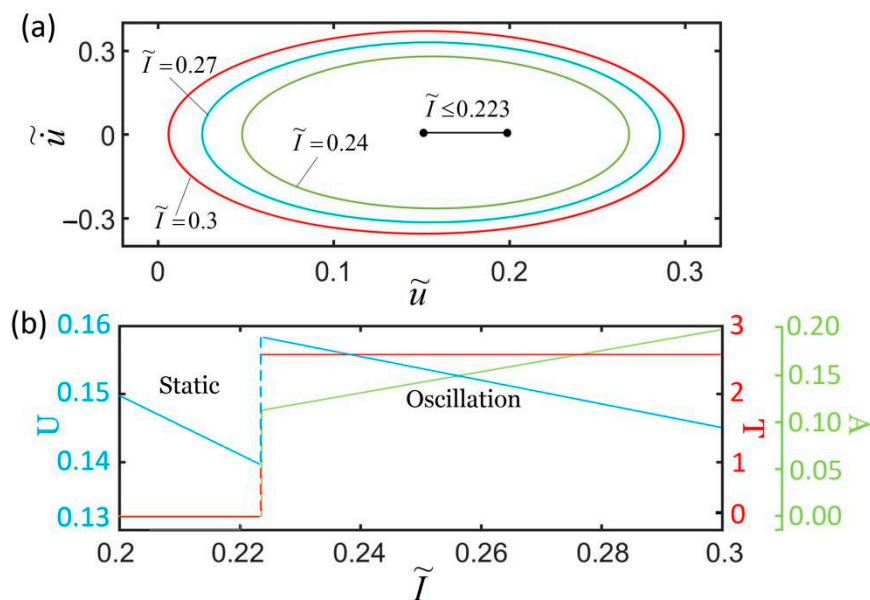 (a)
0.3
0
−0.3
u̇̃
Ĩ=0.27
Ĩ≤0.223
Ĩ=0.24
Ĩ=0.3
0 0.1 0.2 0.3
ũ
(b)
0.16
0.15
0.14
0.13
U
Static
Oscillation
3
2
1
0
T
0.20
0.15
0.10
0.05
0.00
A
0.2 0.22 0.24 0.26 0.28 0.3
Ĩ